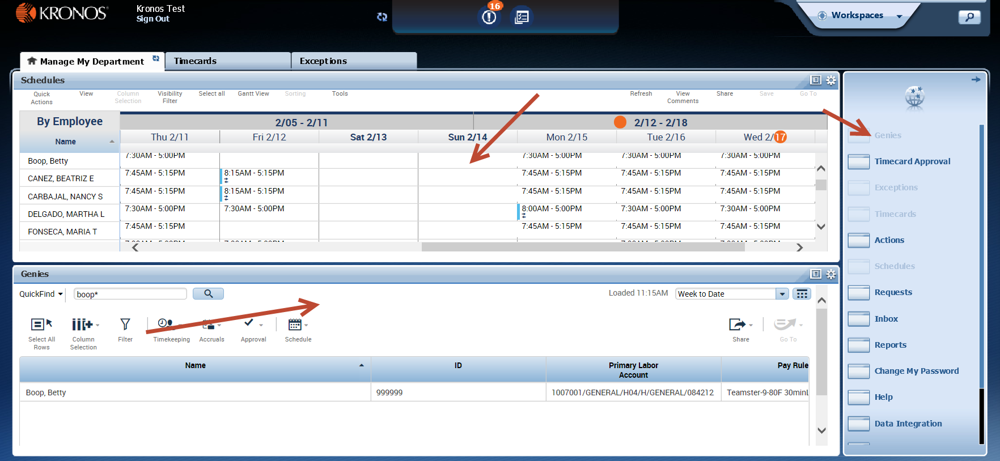 KRONOS
Kronos Test
Sign Out
16
Workspaces
Manage My Department
Timecards
Exceptions
Schedules
Quick
Actions
View
Column
Selection
Visibility
Filter
Select all
Gantt View
Sorting
Tools
Refresh
View
Comments
Share
Save
Go To
By Employee
2/05 - 2/11
2/12 - 2/18
Name
Thu 2/11
Fri 2/12
Sat 2/13
Sun 2/14
Mon 2/15
Tue 2/16
Wed 2/17
Boop, Betty
7:30AM - 5:00PM
7:30AM - 5:00PM
7:30AM - 5:00PM
7:30AM - 5:00PM
CANEZ, BEATRIZ E
7:45AM - 5:15PM
8:15AM - 5:15PM
7:45AM - 5:15PM
7:45AM - 5:15PM
7:45AM - 5:15PM
CARBAJAL, NANCY S
7:45AM - 5:15PM
8:15AM - 5:15PM
7:45AM - 5:15PM
7:45AM - 5:15PM
7:45AM - 5:15PM
DELGADO, MARTHA L
7:30AM - 5:00PM
7:30AM - 5:00PM
8:00AM - 5:00PM
7:30AM - 5:00PM
7:30AM - 5:00PM
FONSECA, MARIA T
7:45AM - 5:15PM
7:45AM - 5:15PM
7:45AM - 5:15PM
7:45AM - 5:15PM
Genies
QuickFind
boop*
Loaded 11:15AM
Week to Date
Select All
Rows
Column
Selection
Filter
Timekeeping
Accruals
Approval
Schedule
Share
Go To
Name
ID
Primary Labor
Account
Pay Rule
Boop, Betty
999999
1007001/GENERAL/H04/H/GENERAL/084212
Teamster-9-80F 30minL
Genies
Timecard Approval
Exceptions
Timecards
Actions
Schedules
Requests
Inbox
Reports
Change My Password
Help
Data Integration